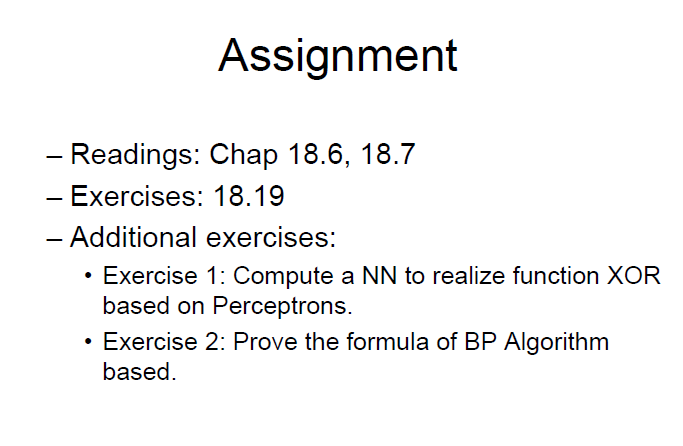 Assignment
– Readings: Chap 18.6, 18.7
– Exercises: 18.19
– Additional exercises:
• Exercise 1: Compute a NN to realize function XOR
based on Perceptrons.
• Exercise 2: Prove the formula of BP Algorithm
based.